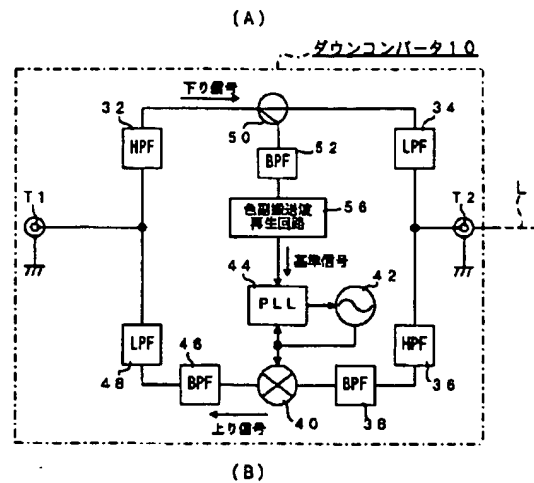 (A)
ダウンコンバータ10
32
下り信号
50
34
HPF
BPF
52
LPF
T1
色副搬送波
再生回路
56
T2
L
基準信号
44
42
PLL
LPF
46
HPF
48
BPF
BPF
36
40
38
上り信号
(B)